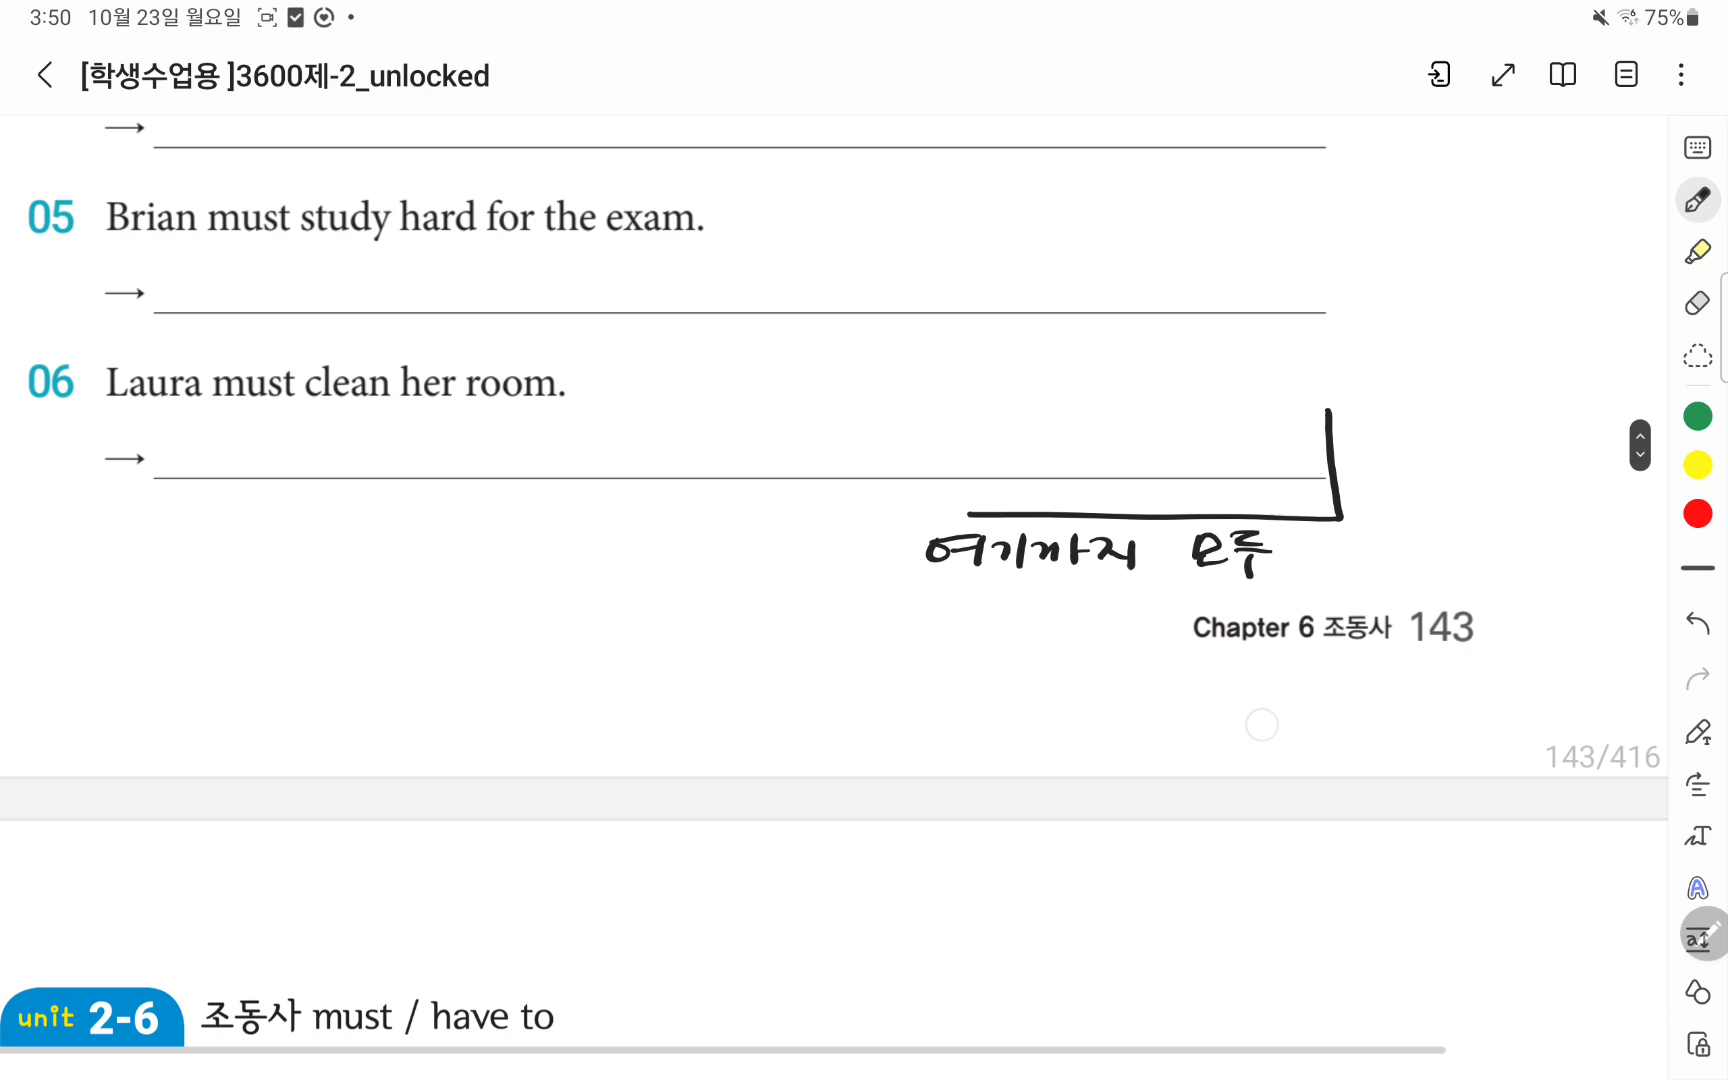 3:50 10월 23일 월요일 75%
[학생수업용 ]3600제-2_unlocked
→
05 Brian must study hard for the exam.
→
06 Laura must clean her room.
→
여기까지 모두
Chapter 6 조동사 143
143/416
unit 2-6 조동사 must / have to